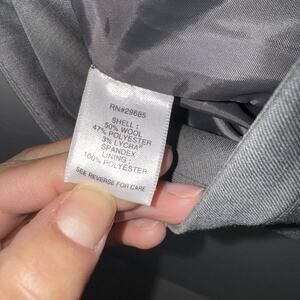 RN#29685
SHELL:
50% WOOL
47% POLYESTER
3% LYCRA®
SPANDEX
LINING:
100% POLYESTER
SEE REVERSE FOR CARE